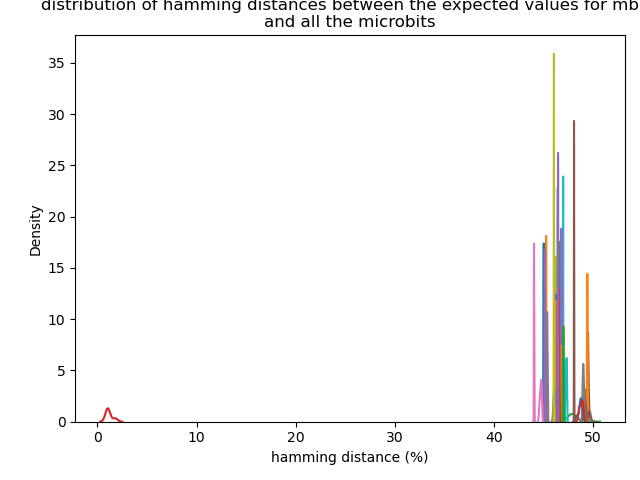 distribution of hamming distances between the expected values for mb
and all the microbits
35
30
25
20
15
10
5
0
Density
0 10 20 30 40 50
hamming distance (%)